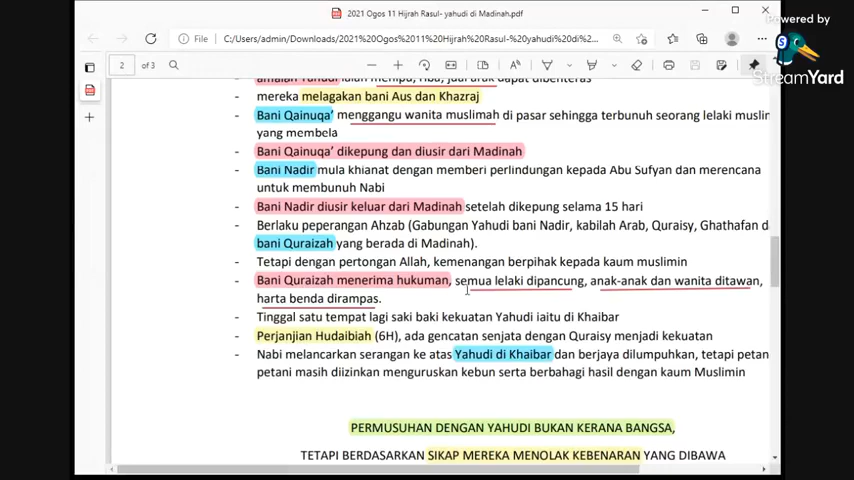 2021 Ogos 11 Hijrah Rasul- yahudi di Madinah.pdf
Powered by
StreamYard
File C:/Users/admin/Downloads/2021%20Ogos%2011%20Hijrah%20Rasul-%20yahudi%20di%2...
2 of 3
dapat dibenteras
- mereka melagakan bani Aus dan Khazraj
- Bani Qainuqa’ menggangu wanita muslimah di pasar sehingga terbunuh seorang lelaki muslin
yang membela
- Bani Qainuqa’ dikepung dan diusir dari Madinah
- Bani Nadir mula khianat dengan memberi perlindungan kepada Abu Sufyan dan merencana
untuk membunuh Nabi
- Bani Nadir diusir keluar dari Madinah setelah dikepung selama 15 hari
- Berlaku peperangan Ahzab (Gabungan Yahudi bani Nadir, kabilah Arab, Quraisy, Ghathafan d
bani Quraizah yang berada di Madinah).
- Tetapi dengan pertongan Allah, kemenangan berpihak kepada kaum muslimin
- Bani Quraizah menerima hukuman, semua lelaki dipancung, anak-anak dan wanita ditawan,
harta benda dirampas.
- Tinggal satu tempat lagi saki baki kekuatan Yahudi iaitu di Khaibar
- Perjanjian Hudaibiah (6H), ada gencatan senjata dengan Quraisy menjadi kekuatan
- Nabi melancarkan serangan ke atas Yahudi di Khaibar dan berjaya dilumpuhkan, tetapi petan
petani masih diizinkan menguruskan kebun serta berbahagi hasil dengan kaum Muslimin
PERMUSUHAN DENGAN YAHUDI BUKAN KERANA BANGSA,
TETAPI BERDASARKAN SIKAP MEREKA MENOLAK KEBENARAN YANG DIBAWA